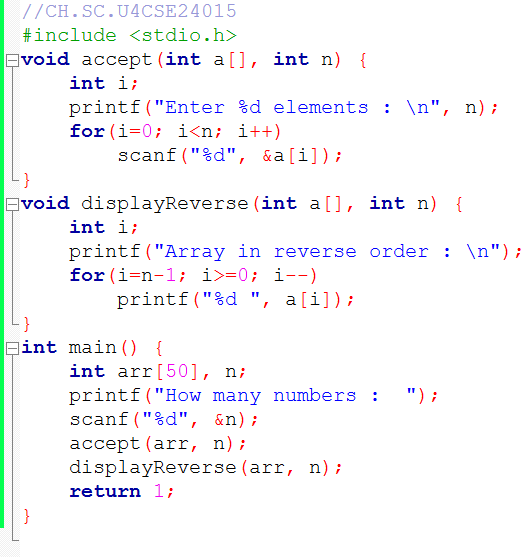 //CH.SC.U4CSE24015
#include <stdio.h>
void accept(int a[], int n) {
    int i;
    printf("Enter %d elements : \n", n);
    for(i=0; i<n; i++)
        scanf("%d", &a[i]);
}
void displayReverse(int a[], int n) {
    int i;
    printf("Array in reverse order : \n");
    for(i=n-1; i>=0; i--)
        printf("%d ", a[i]);
}
int main() {
    int arr[50], n;
    printf("How many numbers :  ");
    scanf("%d", &n);
    accept(arr, n);
    displayReverse(arr, n);
    return 1;
}